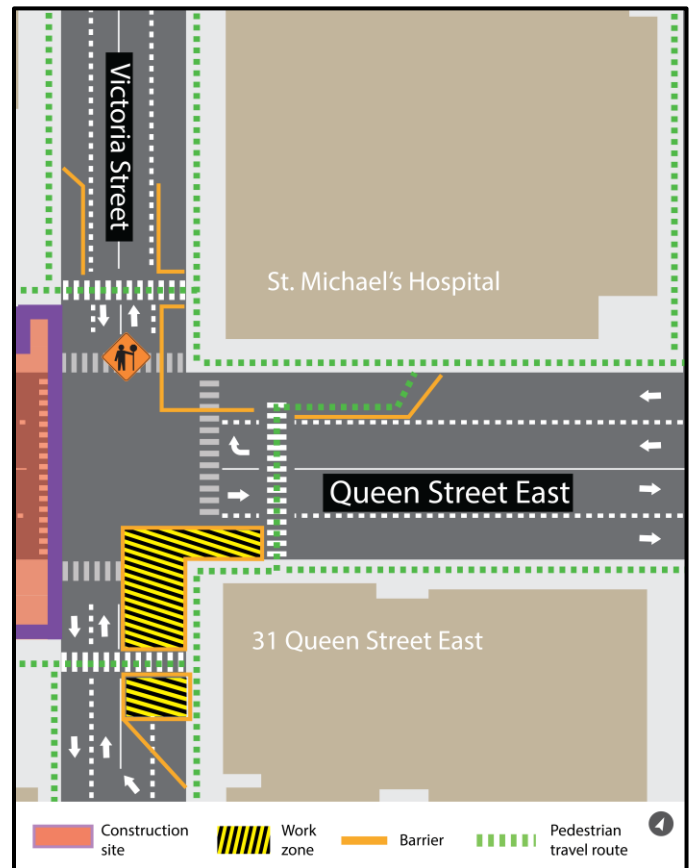 Victoria Street
St. Michael's Hospital
Queen Street East
31 Queen Street East
Construction
site
Work
zone
Barrier
Pedestrian
travel route